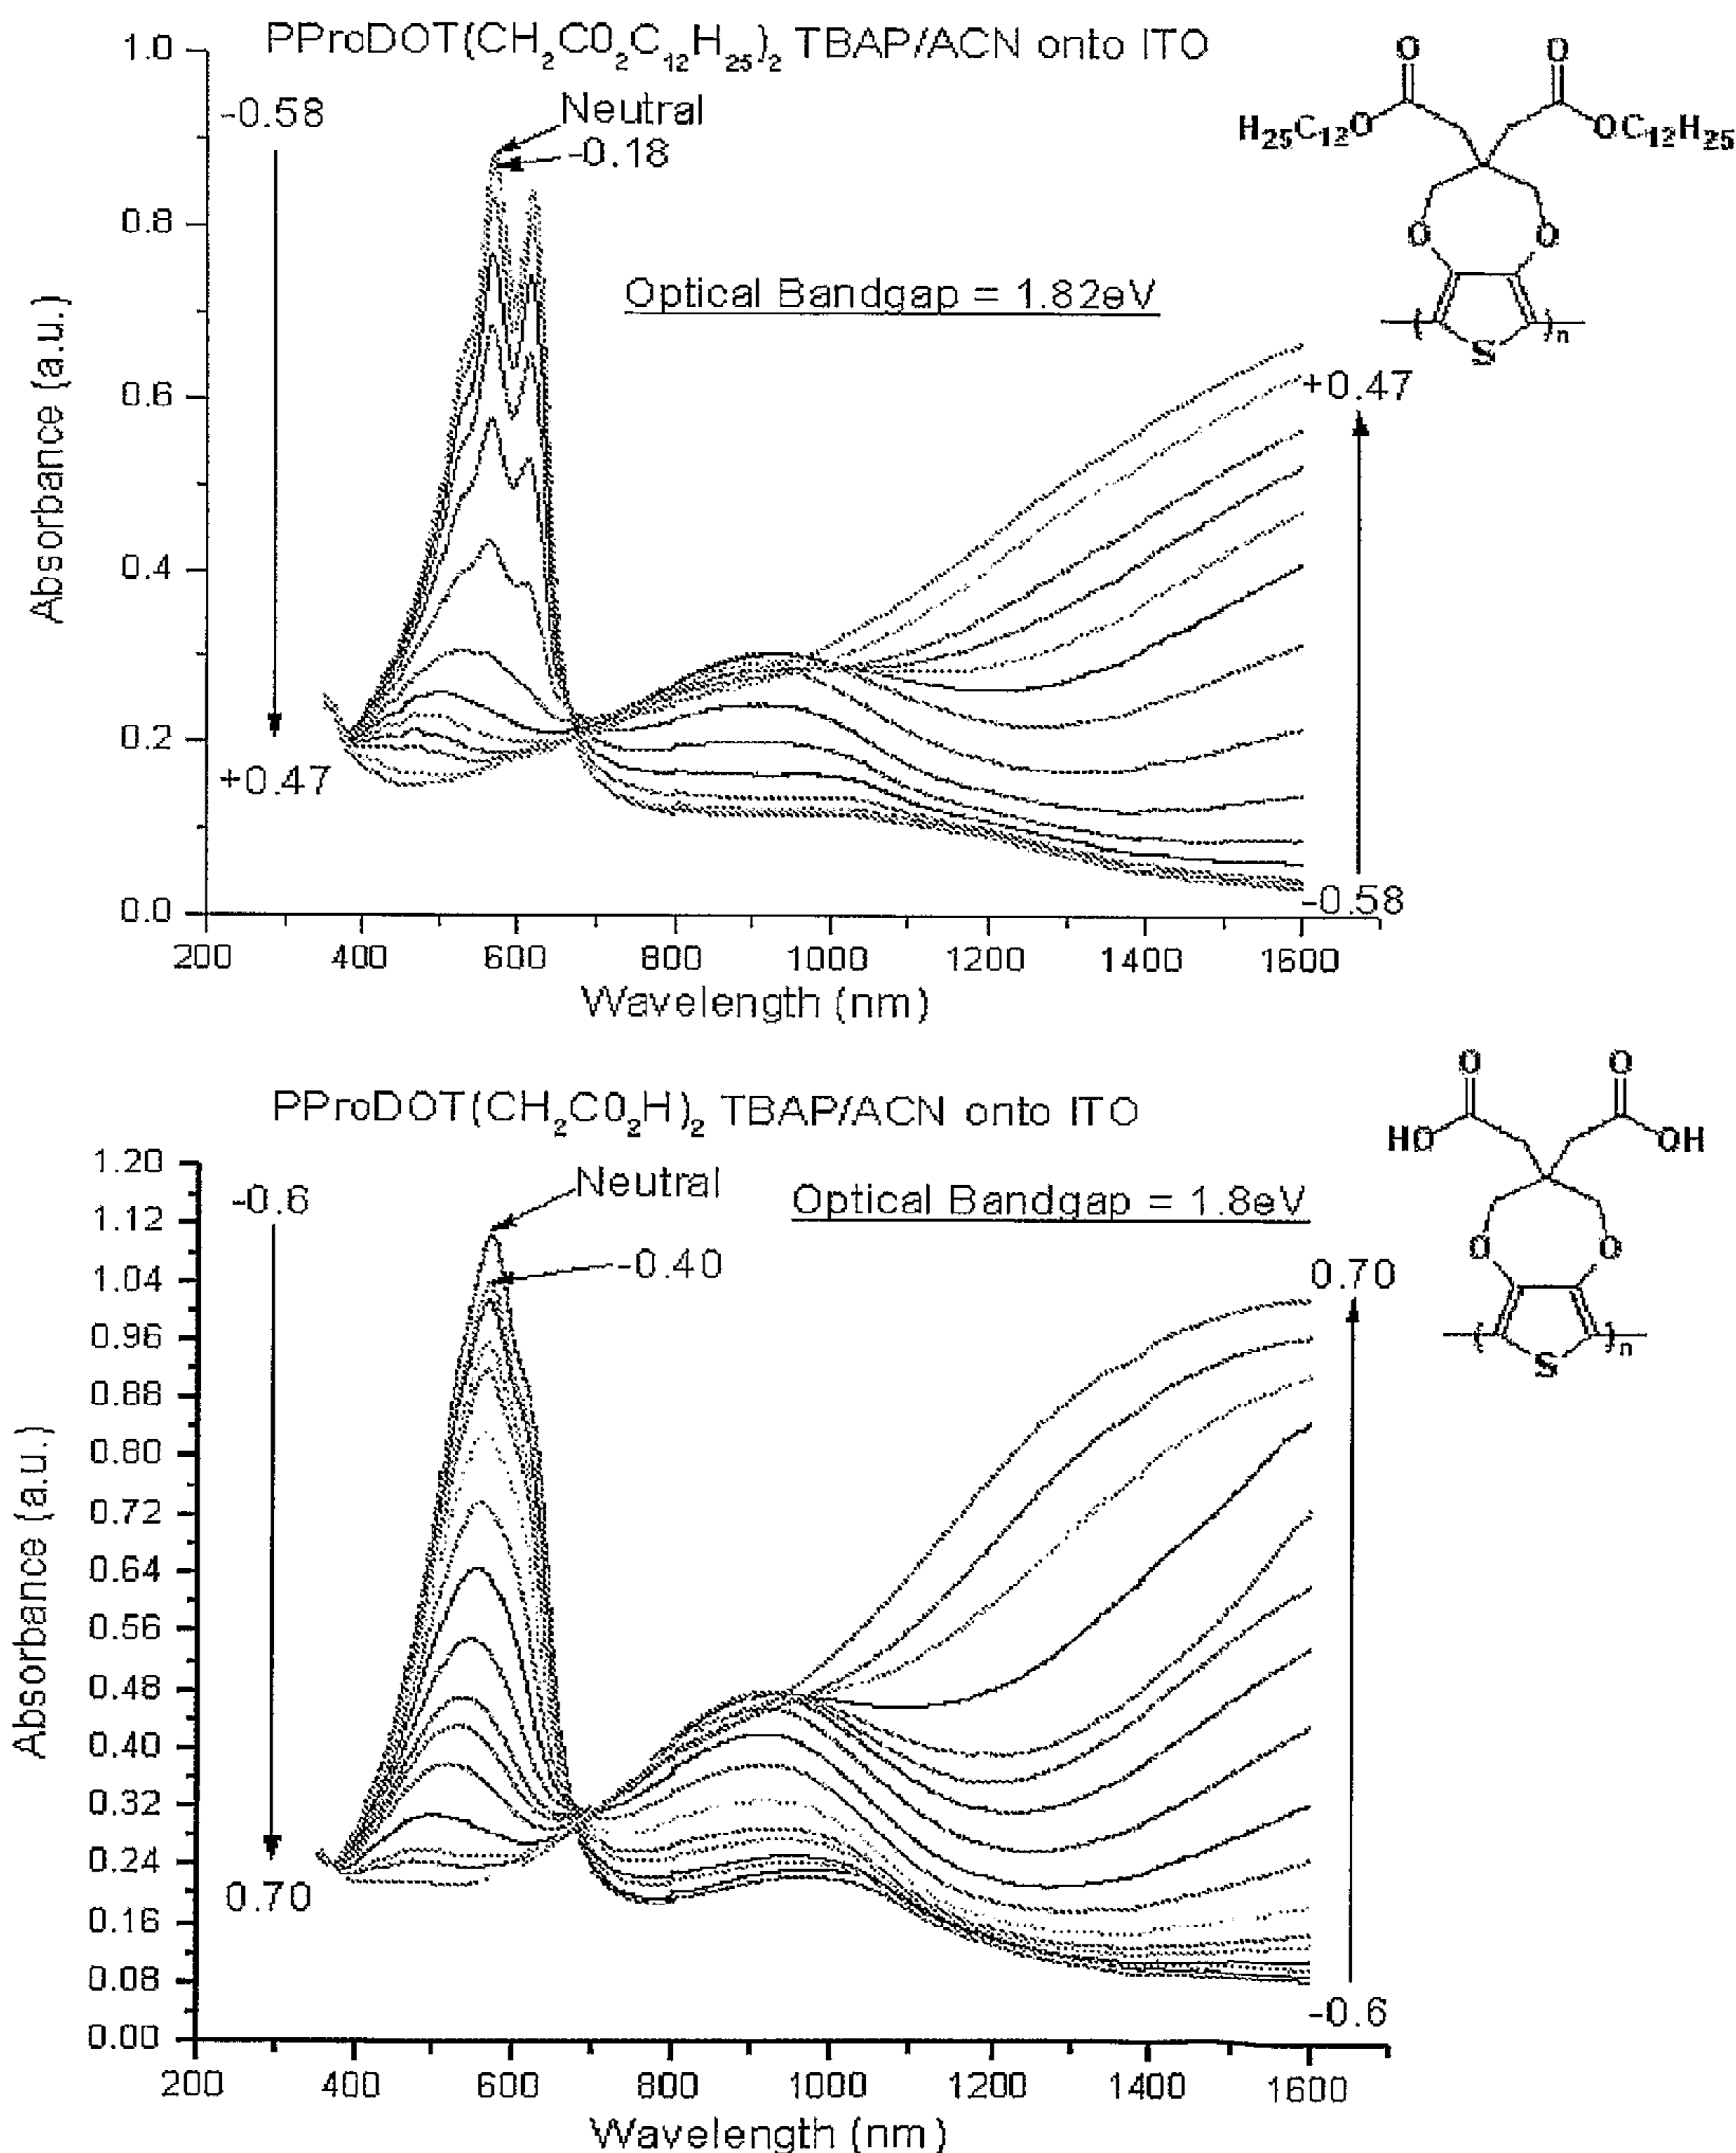 PProDOT(CH₂C0₂C₁₂H₂₅)₂ TBAP/ACN onto ITO
1.0
0.8
0.6
0.4
0.2
0.0
Absorbance (a.u.)
-0.58
+0.47
Neutral
-0.18
Optical Bandgap = 1.82eV
+0.47
-0.58
200 400 600 800 1000 1200 1400 1600
Wavelength (nm)
O O
H₂₅C₁₂O OC₁₂H₂₅
O O
( S )n
PProDOT(CH₂C0₂H)₂ TBAP/ACN onto ITO
1.20
1.12
1.04
0.96
0.88
0.80
0.72
0.64
0.56
0.48
0.40
0.32
0.24
0.16
0.08
0.00
Absorbance (a.u.)
-0.6
0.70
Neutral
-0.40
Optical Bandgap = 1.8eV
0.70
-0.6
200 400 600 800 1000 1200 1400 1600
Wavelength (nm)
O O
HO OH
O O
( S )n